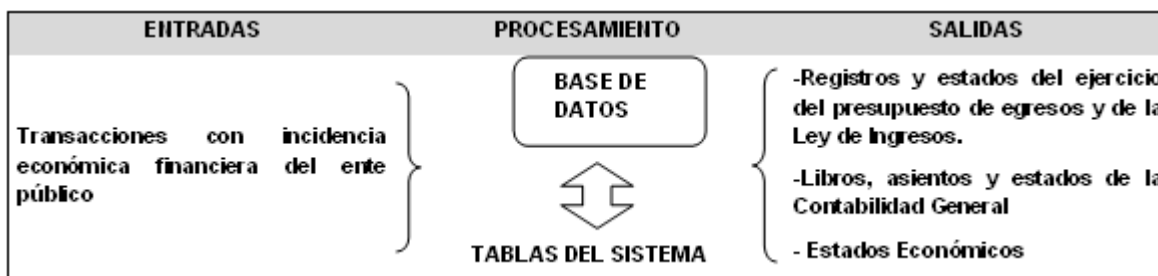 ENTRADAS PROCESAMIENTO SALIDAS
Transacciones con incidencia
económica financiera del ente
público
BASE DE
DATOS
TABLAS DEL SISTEMA
-Registros y estados del ejercicio
del presupuesto de egresos y de la
Ley de Ingresos.
-Libros, asientos y estados de la
Contabilidad General
- Estados Económicos